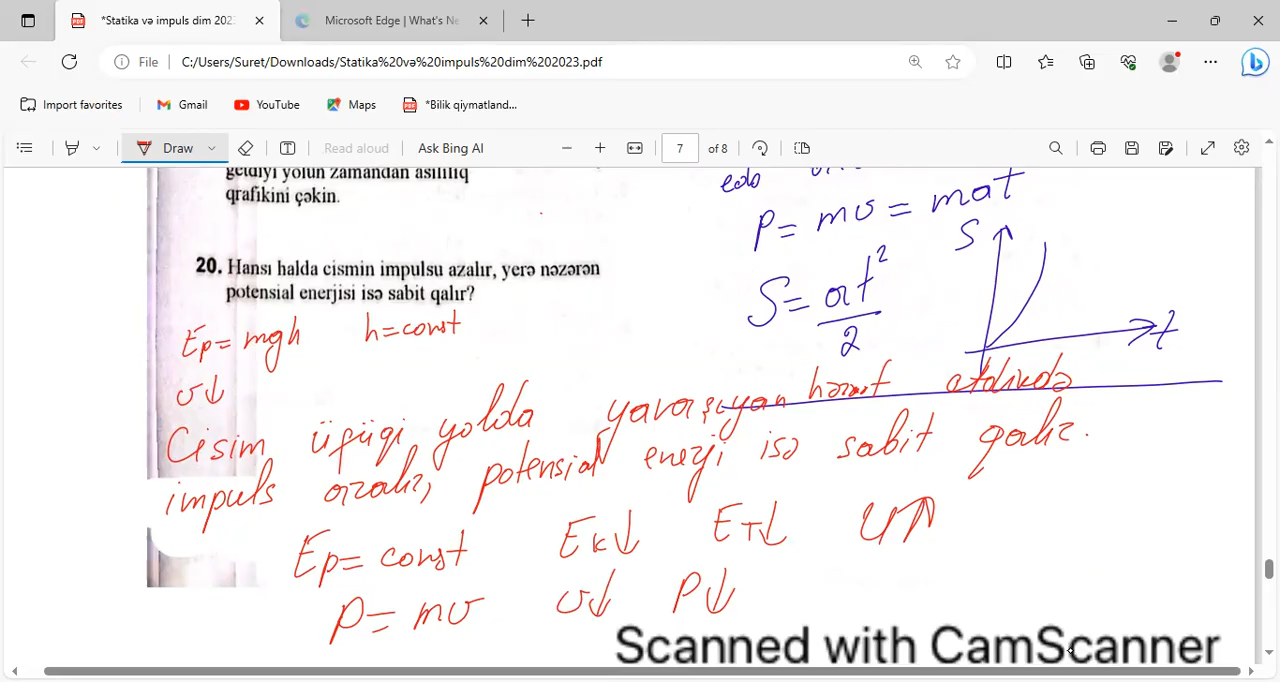 *Statika və impuls dim 202
Microsoft Edge | What's Ne
File C:/Users/Suret/Downloads/Statika%20və%20impuls%20dim%202023.pdf
Import favorites Gmail YouTube Maps *Bilik qiymatland...
Draw Read aloud Ask Bing AI 7 of 8
getdiyi yolun zamandan asılılıq
qrafikini çəkin.
edə
P = mυ = mat
S = at²/2
S
t
20. Hansı halda cismin impulsu azalır, yerə nəzərən
potensial enerjisi isə sabit qalır?
Ep = mgh h = const
υ↓
Cisim üfüqi yolda yavaşıyan hərəkət etdikdə
impuls azalır, potensial enerji isə sabit qalır.
Ep = const Ek↓ ET↓ U↑
P = mυ υ↓ P↓
Scanned with CamScanner